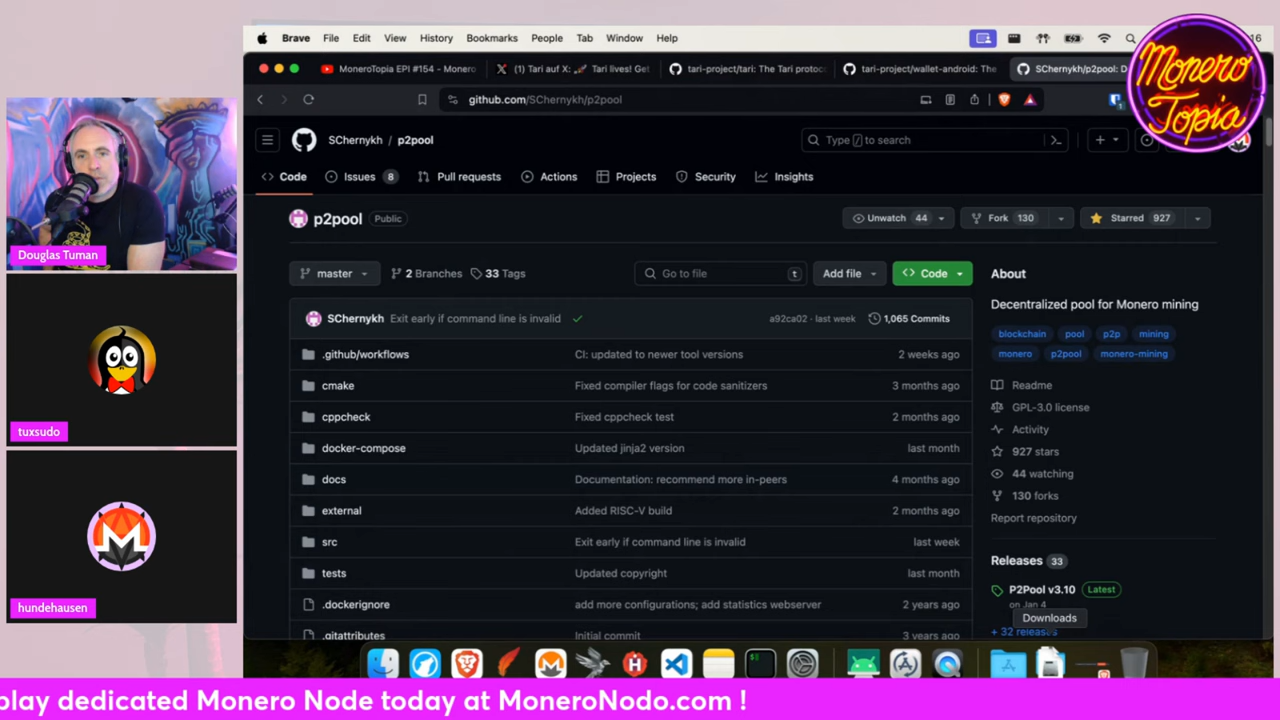 Brave File Edit View History Bookmarks People Tab Window Help
16
MoneroTopia EPI #154 - Monero
(1) Tari auf X: 🚀 Tari lives! Get
tari-project/tari: The Tari protoco
tari-project/wallet-android: The
SChernykh/p2pool: D
Monero
Topia
github.com/SChernykh/p2pool
1
SChernykh / p2pool
Type / to search
Code
Issues 8
Pull requests
Actions
Projects
Security
Insights
p2pool Public
Unwatch 44
Fork 130
Starred 927
Douglas Tuman
master
2 Branches
33 Tags
Go to file
t
Add file
Code
About
Decentralized pool for Monero mining
SChernykh Exit early if command line is invalid
a92ca02 · last week
1,065 Commits
blockchain pool p2p mining
monero p2pool monero-mining
.github/workflows CI: updated to newer tool versions 2 weeks ago
cmake Fixed compiler flags for code sanitizers 3 months ago
cppcheck Fixed cppcheck test 2 months ago
docker-compose Updated jinja2 version last month
docs Documentation: recommend more in-peers 4 months ago
external Added RISC-V build 2 months ago
src Exit early if command line is invalid last week
tests Updated copyright last month
.dockerignore add more configurations; add statistics webserver 2 years ago
.gitattributes Initial commit 3 years ago
Readme
GPL-3.0 license
Activity
927 stars
44 watching
130 forks
Report repository
Releases 33
P2Pool v3.10 Latest
on Jan 4
Downloads
+ 32 releases
tuxsudo
hundehausen
play dedicated Monero Node today at MoneroNodo.com !